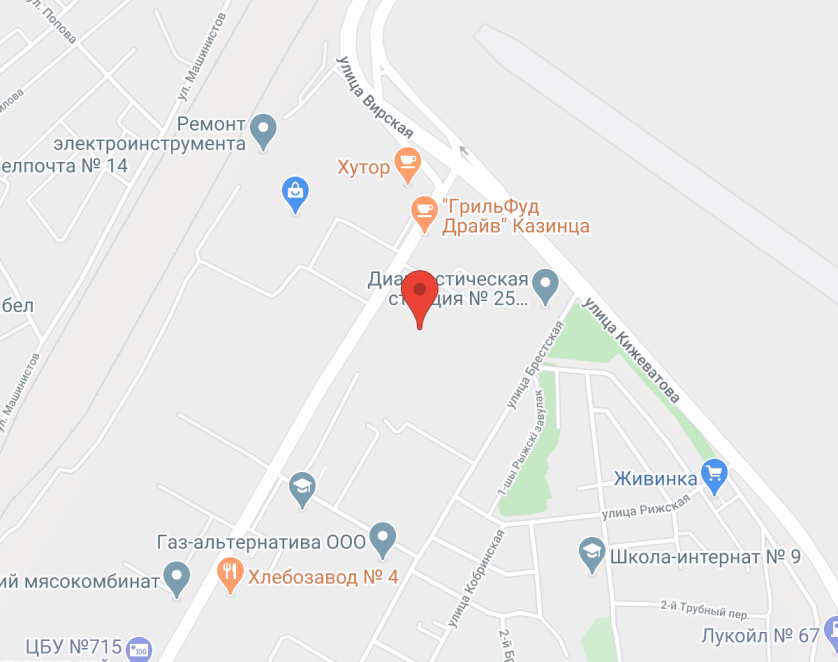 ул. Попова
ул. Машинистов
улица Вирская
Ремонт
электроинструмента
елпочта № 14
Хутор
"ГрильФуд
Драйв" Казинца
Диа
стическая
ст
ция № 25...
бел
улица Кижеватова
улица Брестская
ул. Машинистов
1-шы Рыжскі завулак
Живинка
улица Рижская
Газ-альтернатива ООО
Школа-интернат № 9
ий мясокомбинат
Хлебозавод № 4
улица Кобринская
2-й Трубный пер.
2-й Б
Лукойл № 67
ЦБУ №715